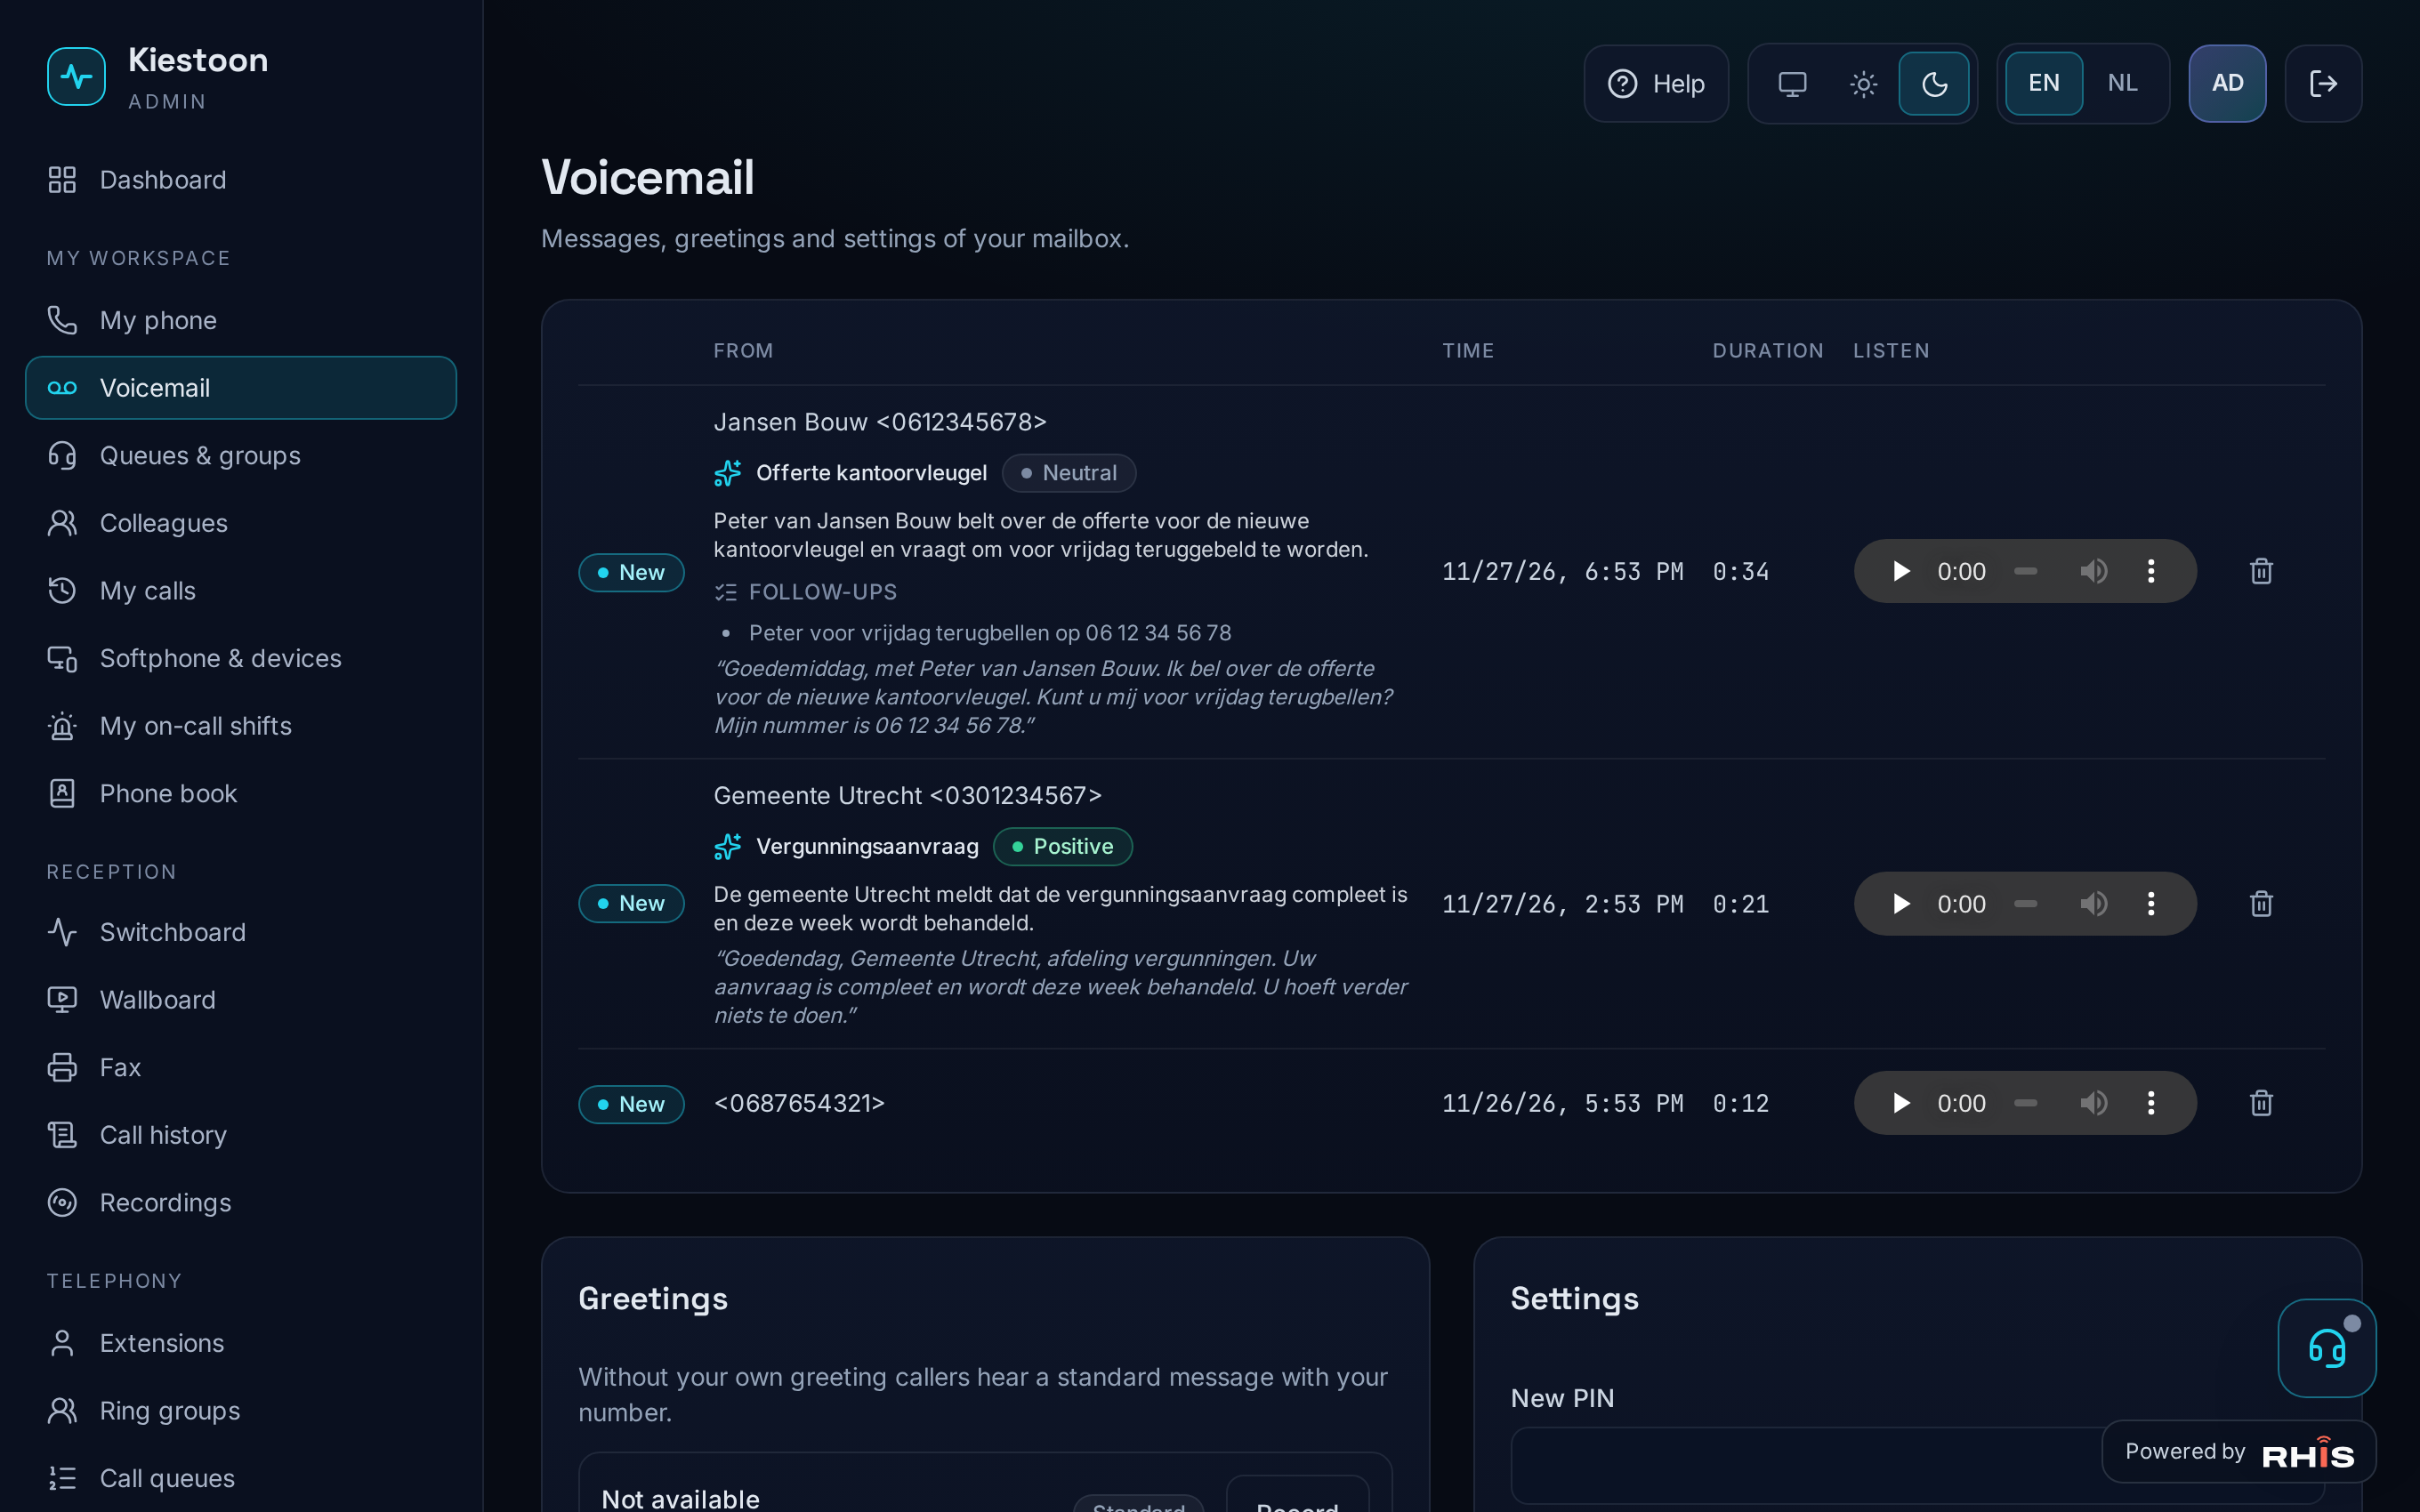 Kiestoon
ADMIN
Dashboard
MY WORKSPACE
My phone
Voicemail
Queues & groups
Colleagues
My calls
Softphone & devices
My on-call shifts
Phone book
RECEPTION
Switchboard
Wallboard
Fax
Call history
Recordings
TELEPHONY
Extensions
Ring groups
Call queues
Help
EN NL
AD
Voicemail
Messages, greetings and settings of your mailbox.
FROM TIME DURATION LISTEN
Jansen Bouw <0612345678>
Offerte kantoorvleugel Neutral
Peter van Jansen Bouw belt over de offerte voor de nieuwe
kantoorvleugel en vraagt om voor vrijdag teruggebeld te worden.
New 11/27/26, 6:53 PM 0:34 0:00
FOLLOW-UPS
Peter voor vrijdag terugbellen op 06 12 34 56 78
“Goedemiddag, met Peter van Jansen Bouw. Ik bel over de offerte
voor de nieuwe kantoorvleugel. Kunt u mij voor vrijdag terugbellen?
Mijn nummer is 06 12 34 56 78.”
Gemeente Utrecht <0301234567>
Vergunningsaanvraag Positive
De gemeente Utrecht meldt dat de vergunningsaanvraag compleet is
en deze week wordt behandeld.
New 11/27/26, 2:53 PM 0:21 0:00
“Goedendag, Gemeente Utrecht, afdeling vergunningen. Uw
aanvraag is compleet en wordt deze week behandeld. U hoeft verder
niets te doen.”
New <0687654321> 11/26/26, 5:53 PM 0:12 0:00
Greetings
Without your own greeting callers hear a standard message with your
number.
Not available Standard Record
Settings
New PIN
Powered by RHIS